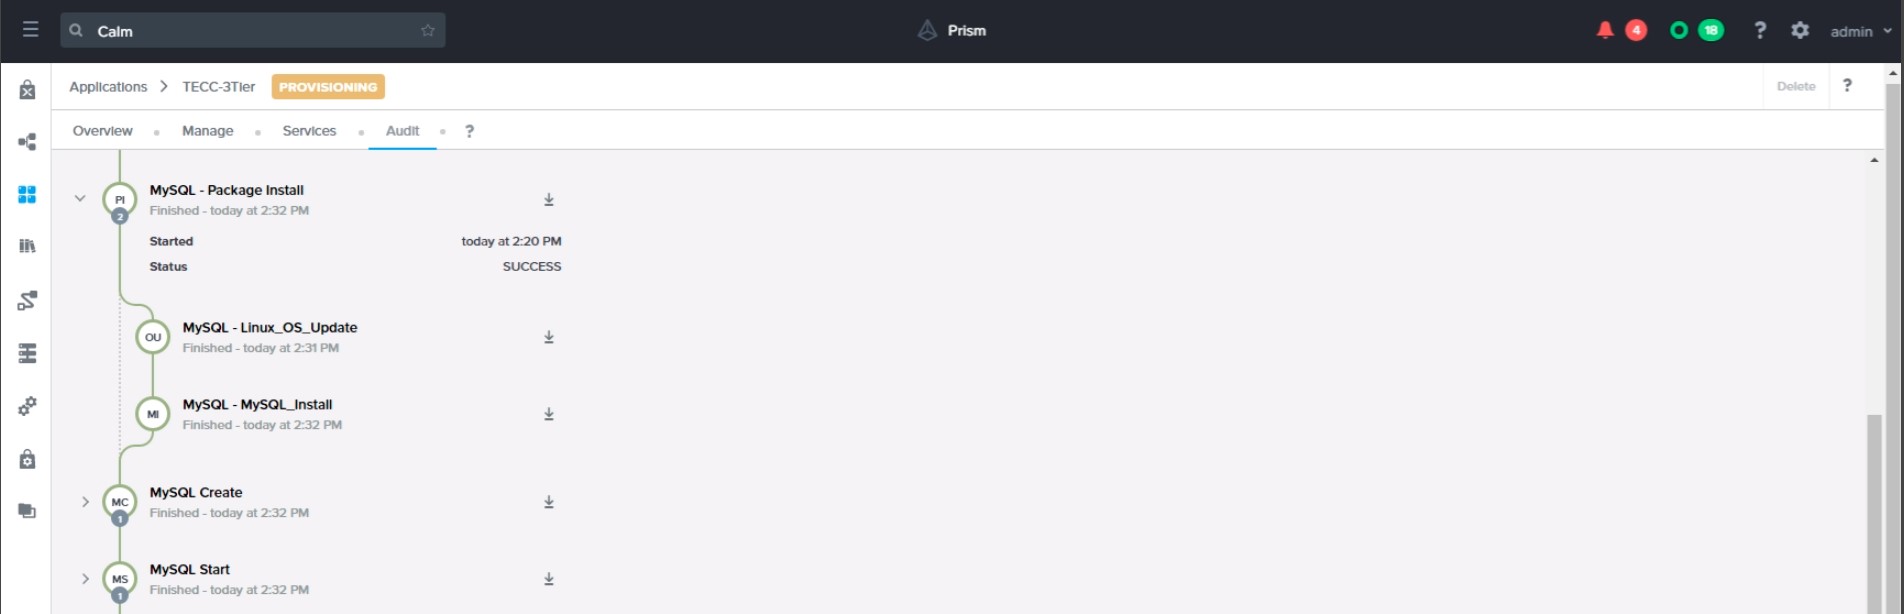 Calm
Prism
4
18
?
admin
Applications > TECC-3Tier PROVISIONING
Delete
?
Overview
Manage
Services
Audit
?
PI
2
MySQL - Package Install
Finished - today at 2:32 PM
Started today at 2:20 PM
Status SUCCESS
OU
MySQL - Linux_OS_Update
Finished - today at 2:31 PM
MI
MySQL - MySQL_Install
Finished - today at 2:32 PM
MC
1
MySQL Create
Finished - today at 2:32 PM
MS
1
MySQL Start
Finished - today at 2:32 PM